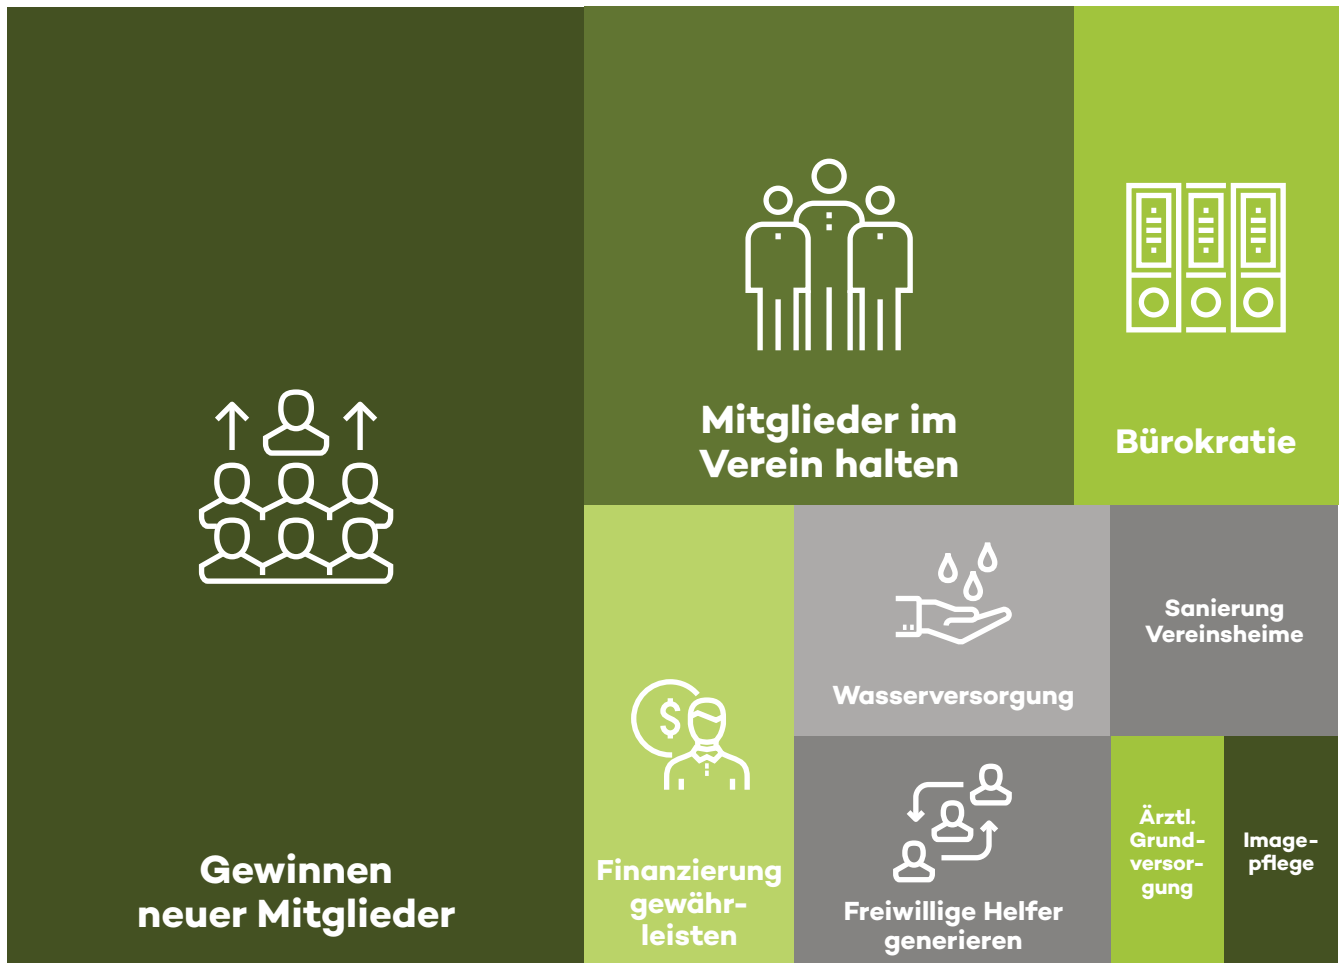 Gewinnen
neuer Mitglieder
Mitglieder im
Verein halten
Bürokratie
Finanzierung
gewähr-
leisten
$
Wasserversorgung
Sanierung
Vereinsheime
Freiwillige Helfer
generieren
Ärztl.
Grund-
versor-
gung
Image-
pflege